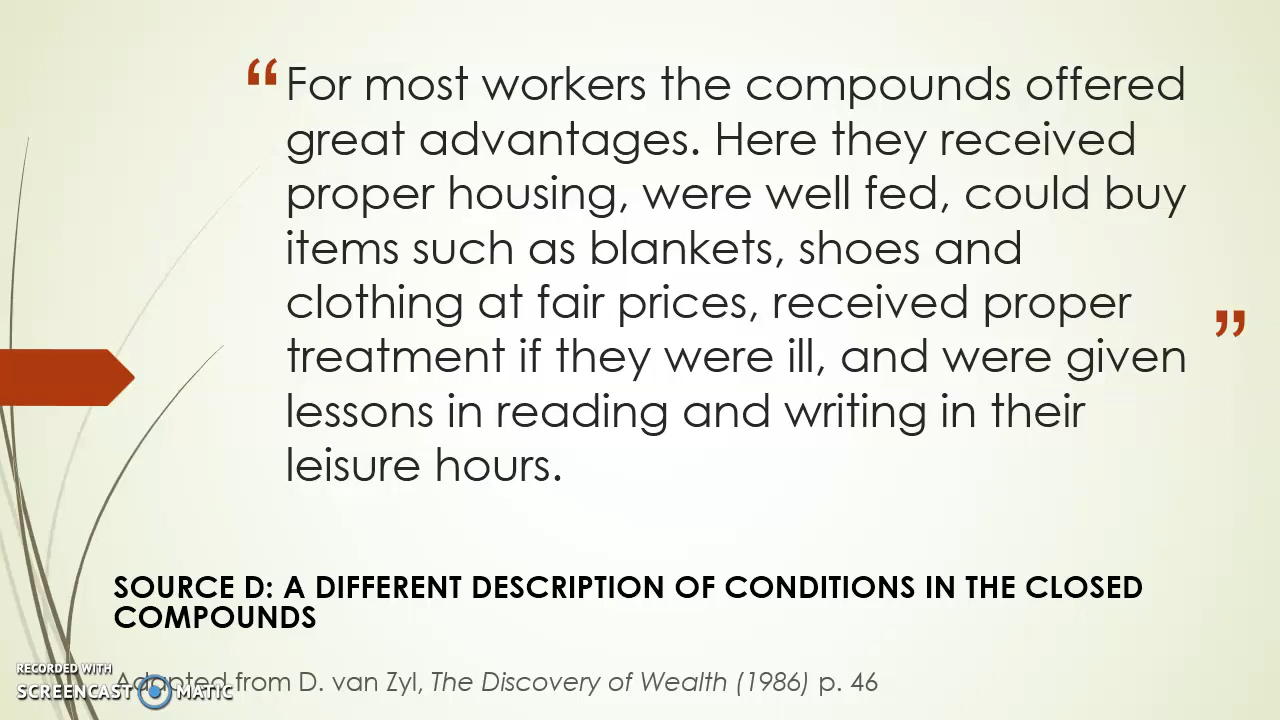 “For most workers the compounds offered
great advantages. Here they received
proper housing, were well fed, could buy
items such as blankets, shoes and
clothing at fair prices, received proper
treatment if they were ill, and were given ”
lessons in reading and writing in their
leisure hours.
SOURCE D: A DIFFERENT DESCRIPTION OF CONDITIONS IN THE CLOSED
COMPOUNDS
RECORDED WITH
Adapted from D. van Zyl, The Discovery of Wealth (1986) p. 46
SCREENCAST MATIC